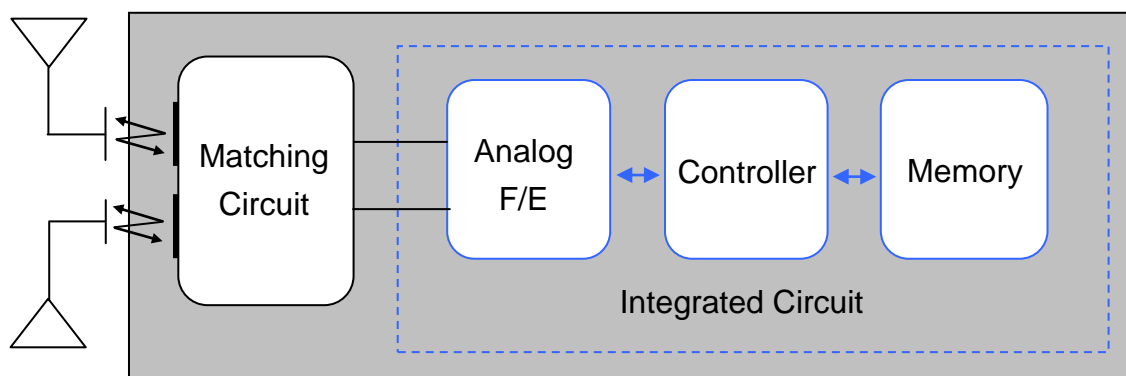 Matching
Circuit
Analog
F/E
Controller
Memory
Integrated Circuit